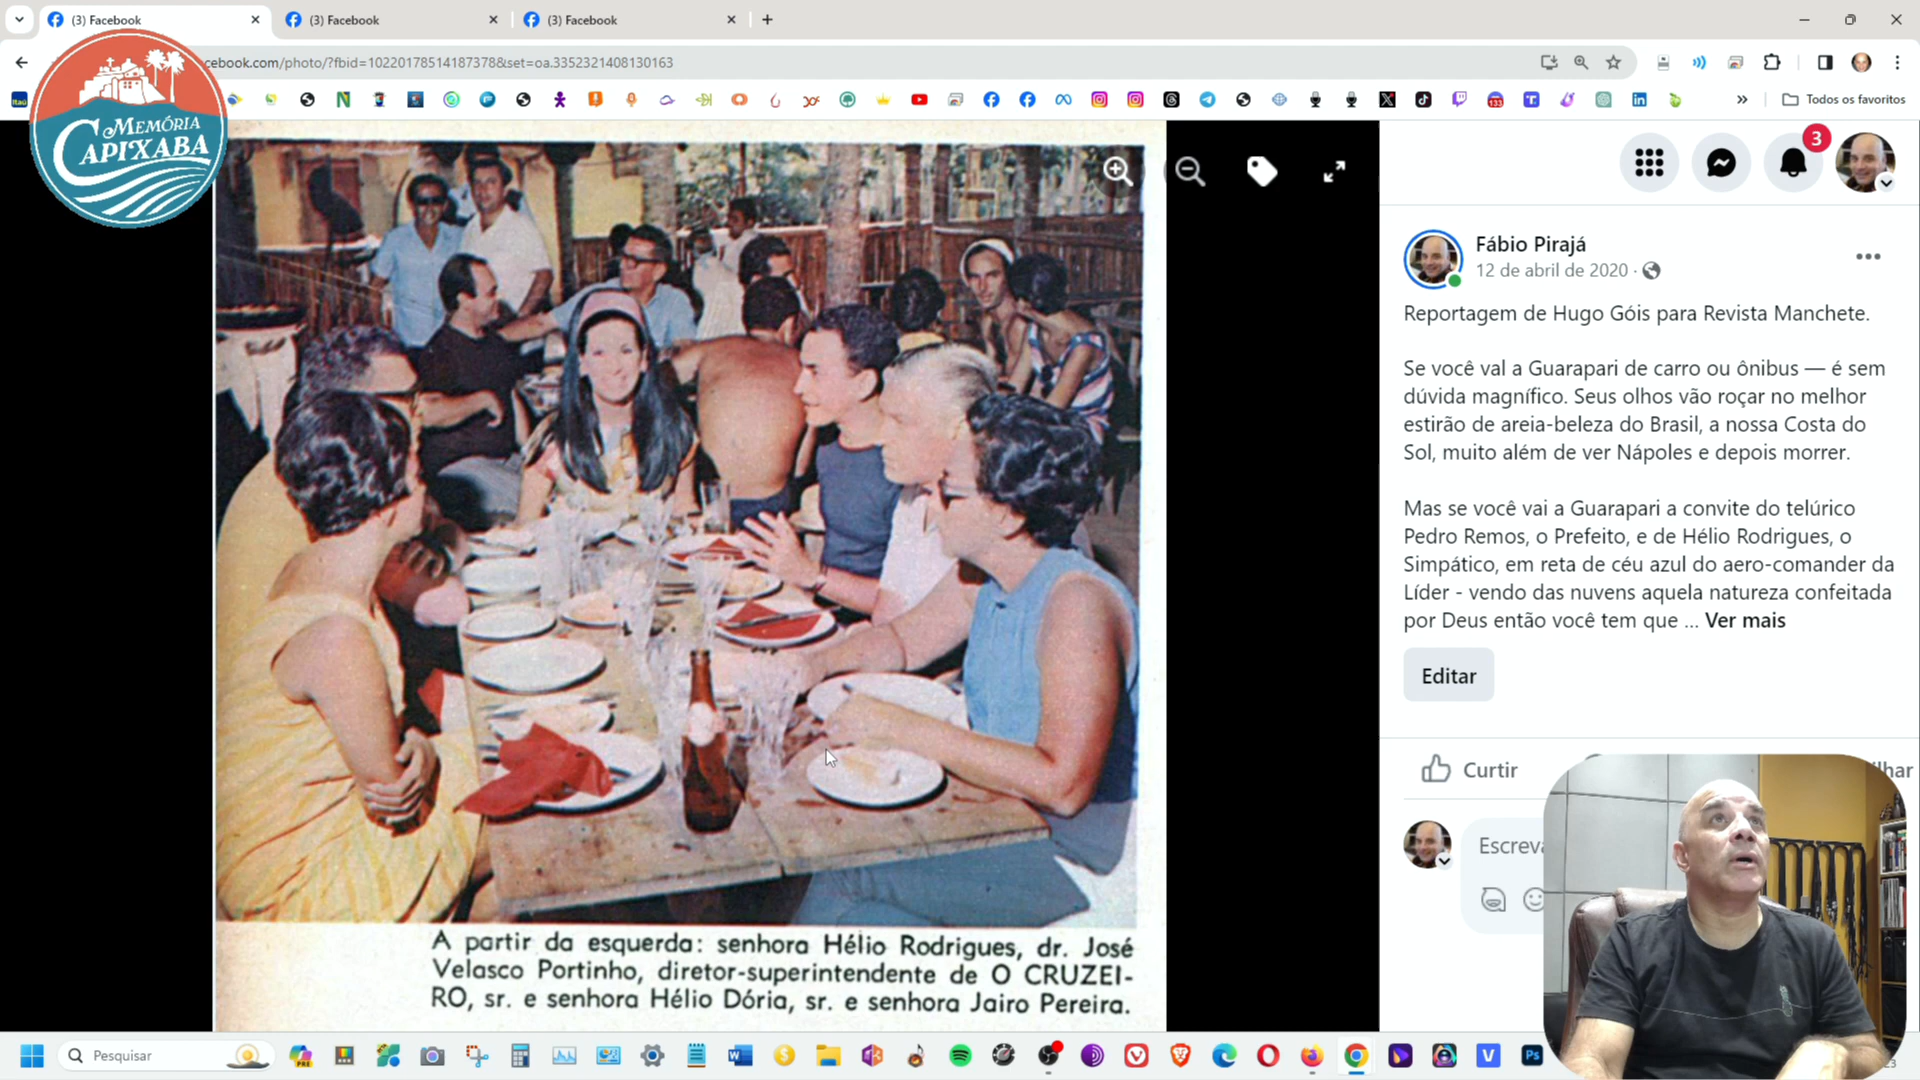 (3) Facebook
(3) Facebook
(3) Facebook
cebook.com/photo/?fbid=10220178514187378&set=oa.3352321408130163
Todos os favoritos
MEMÓRIA
CAPIXABA
3
Fábio Pirajá
12 de abril de 2020
Reportagem de Hugo Góis para Revista Manchete.
Se você val a Guarapari de carro ou ônibus — é sem
dúvida magnífico. Seus olhos vão roçar no melhor
estirão de areia-beleza do Brasil, a nossa Costa do
Sol, muito além de ver Nápoles e depois morrer.
Mas se você vai a Guarapari a convite do telúrico
Pedro Remos, o Prefeito, e de Hélio Rodrigues, o
Simpático, em reta de céu azul do aero-comander da
Líder - vendo das nuvens aquela natureza confeitada
por Deus então você tem que ... Ver mais
Editar
Curtir
lhar
Escreva
A partir da esquerda: senhora Hélio Rodrigues, dr. José
Velasco Portinho, diretor-superintendente de O CRUZEI-
RO, sr. e senhora Hélio Dória, sr. e senhora Jairo Pereira.
Pesquisar